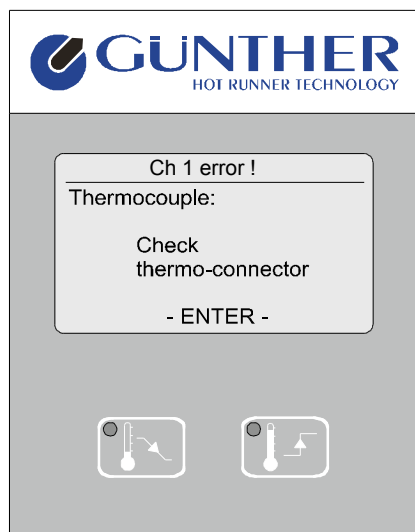 GÜNTHER
HOT RUNNER TECHNOLOGY
Ch 1 error !
Thermocouple:
Check
thermo-connector
- ENTER -